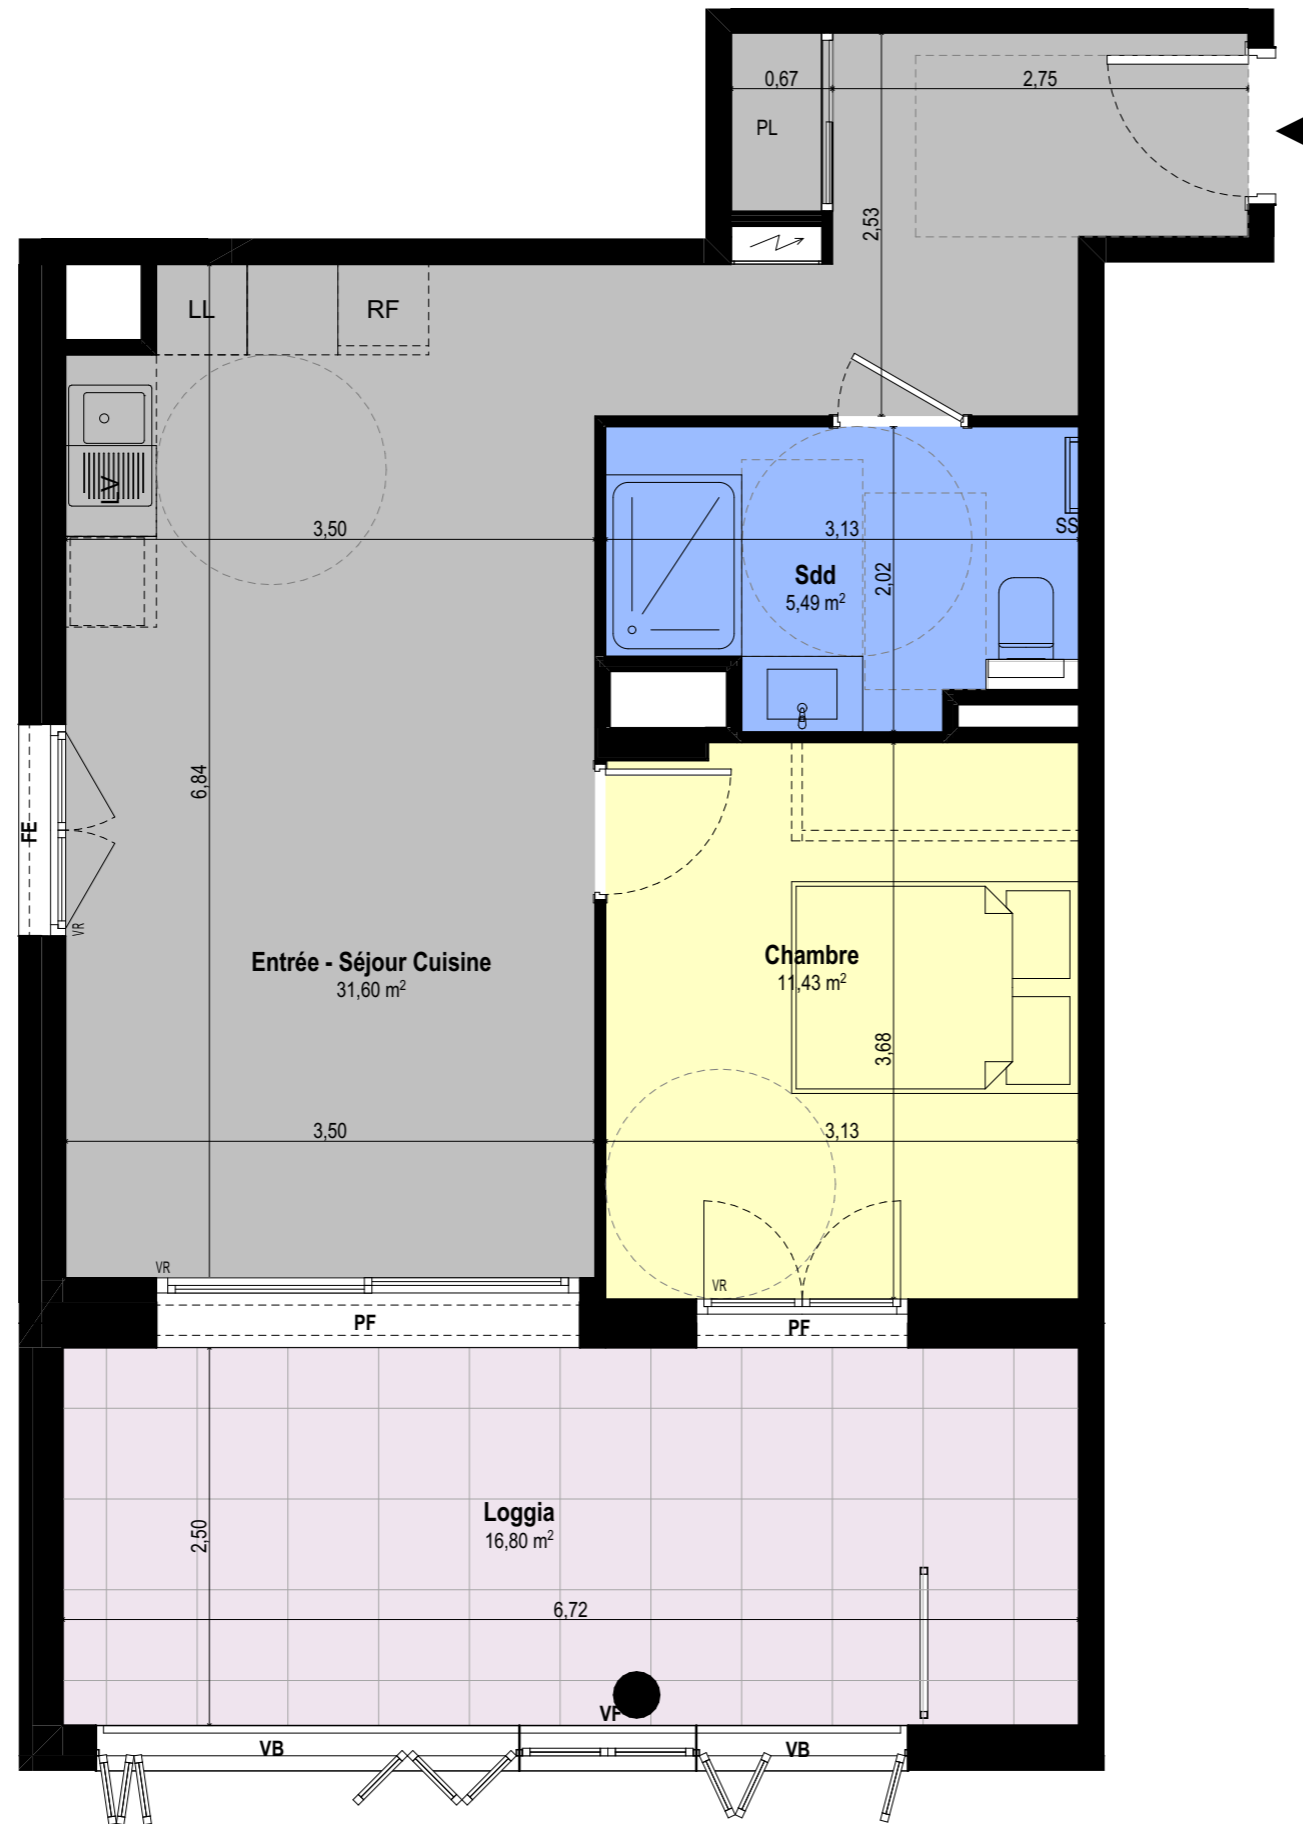 0,67
2,75
PL
2,53
LL
RF
LV
3,50
3,13
SS
Sdd
5,49 m²
2,02
6,84
FE
VR
Entrée - Séjour Cuisine
31,60 m²
Chambre
11,43 m²
3,68
3,50
3,13
VR
VR
PF
PF
Loggia
16,80 m²
2,50
6,72
VF
VB
VB